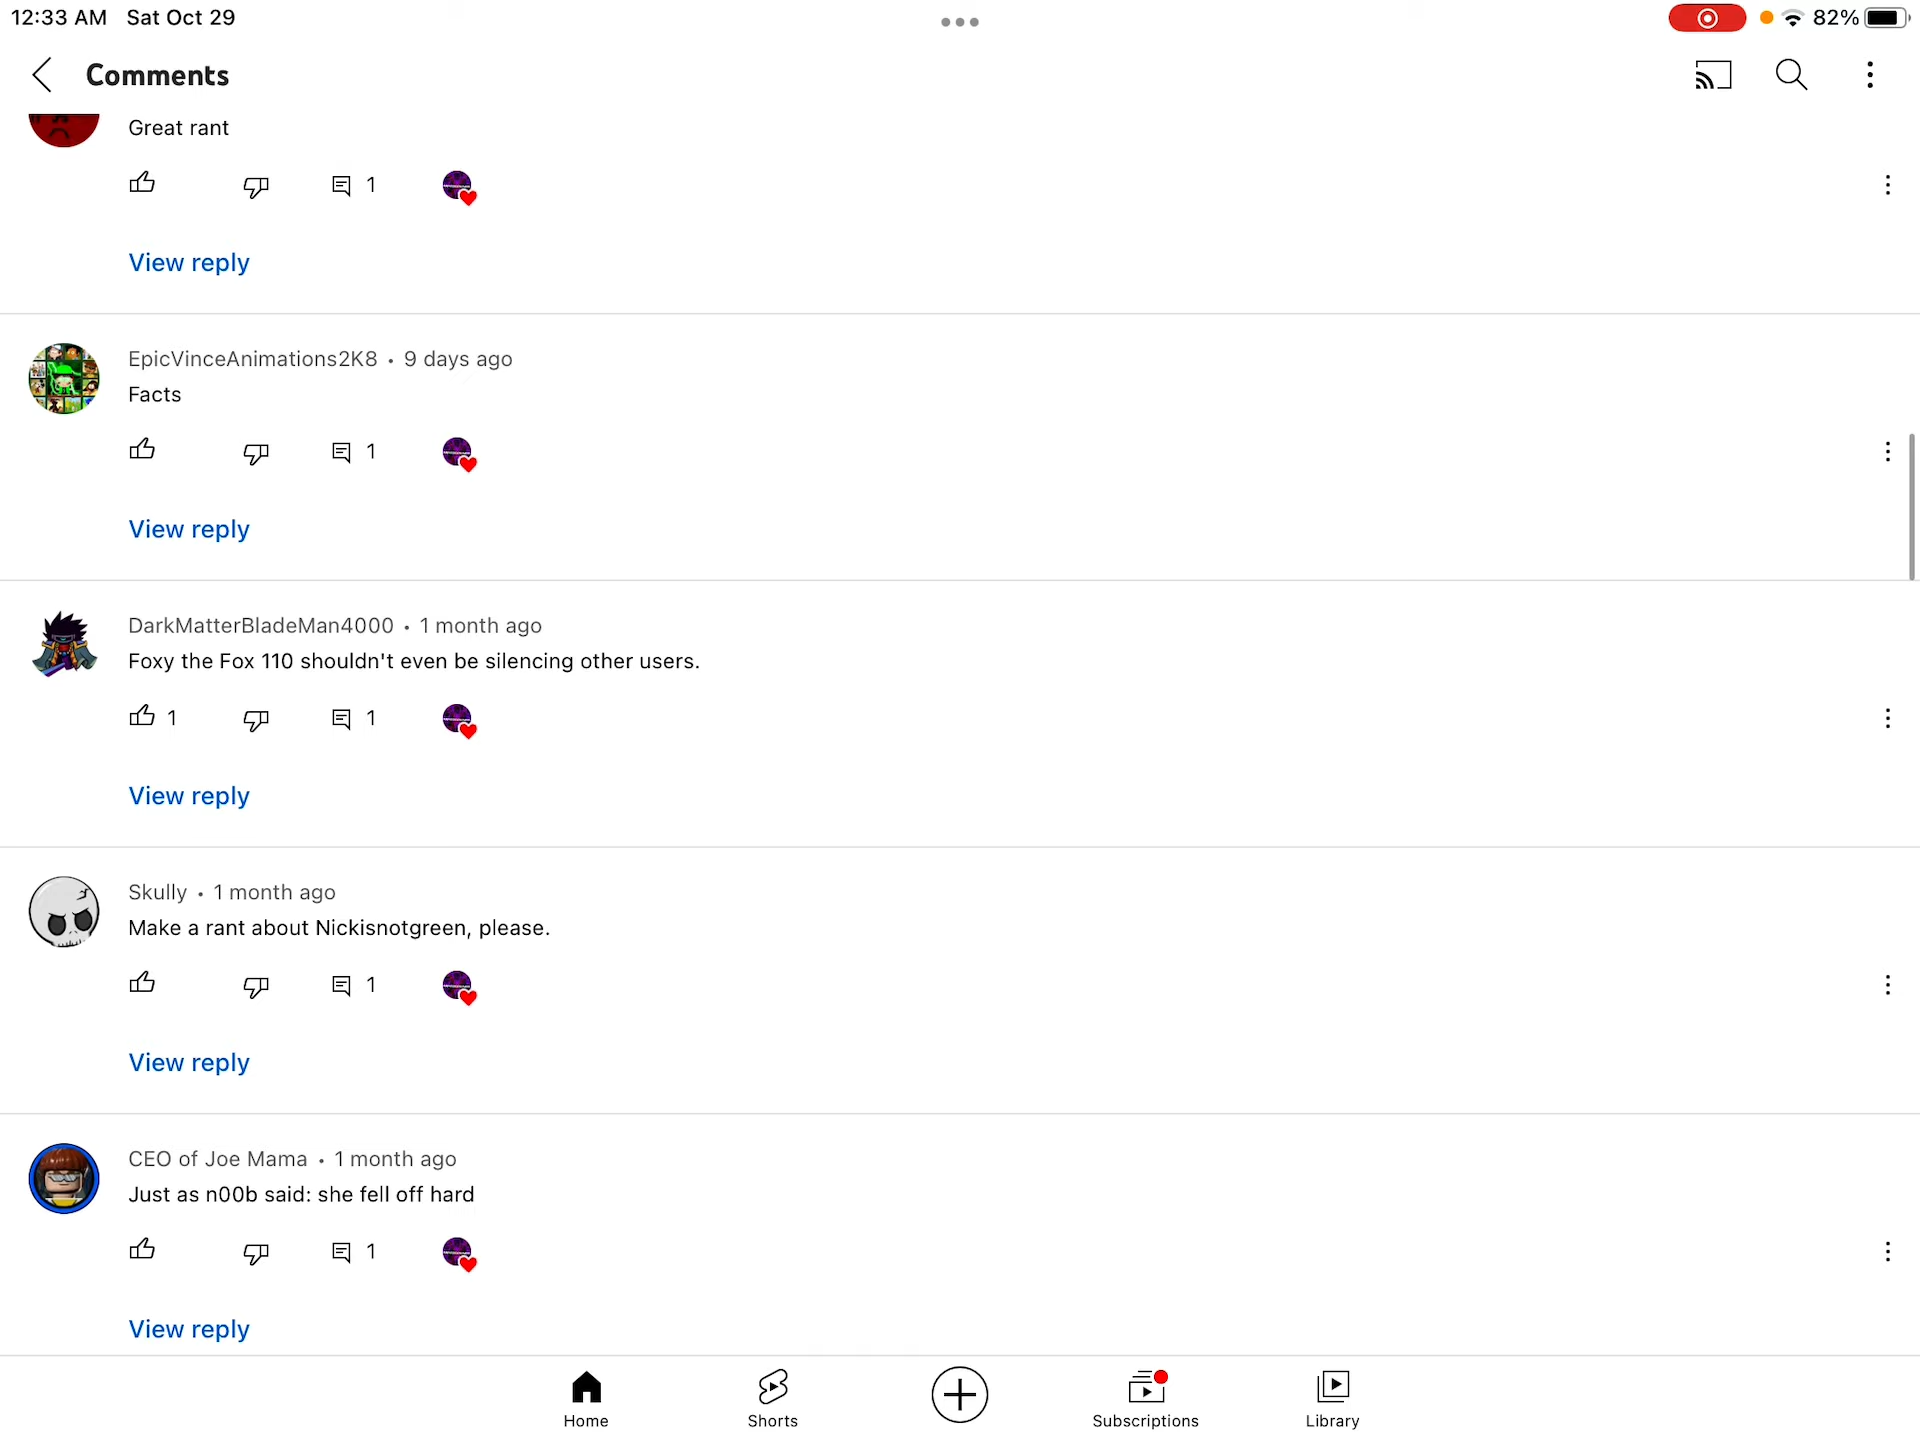 12:33 AM Sat Oct 29
82%
Comments
Great rant
1
View reply
EpicVinceAnimations2K8 • 9 days ago
Facts
1
View reply
DarkMatterBladeMan4000 • 1 month ago
Foxy the Fox 110 shouldn't even be silencing other users.
1 1
View reply
Skully • 1 month ago
Make a rant about Nickisnotgreen, please.
1
View reply
CEO of Joe Mama • 1 month ago
Just as n00b said: she fell off hard
1
View reply
Home Shorts Subscriptions Library